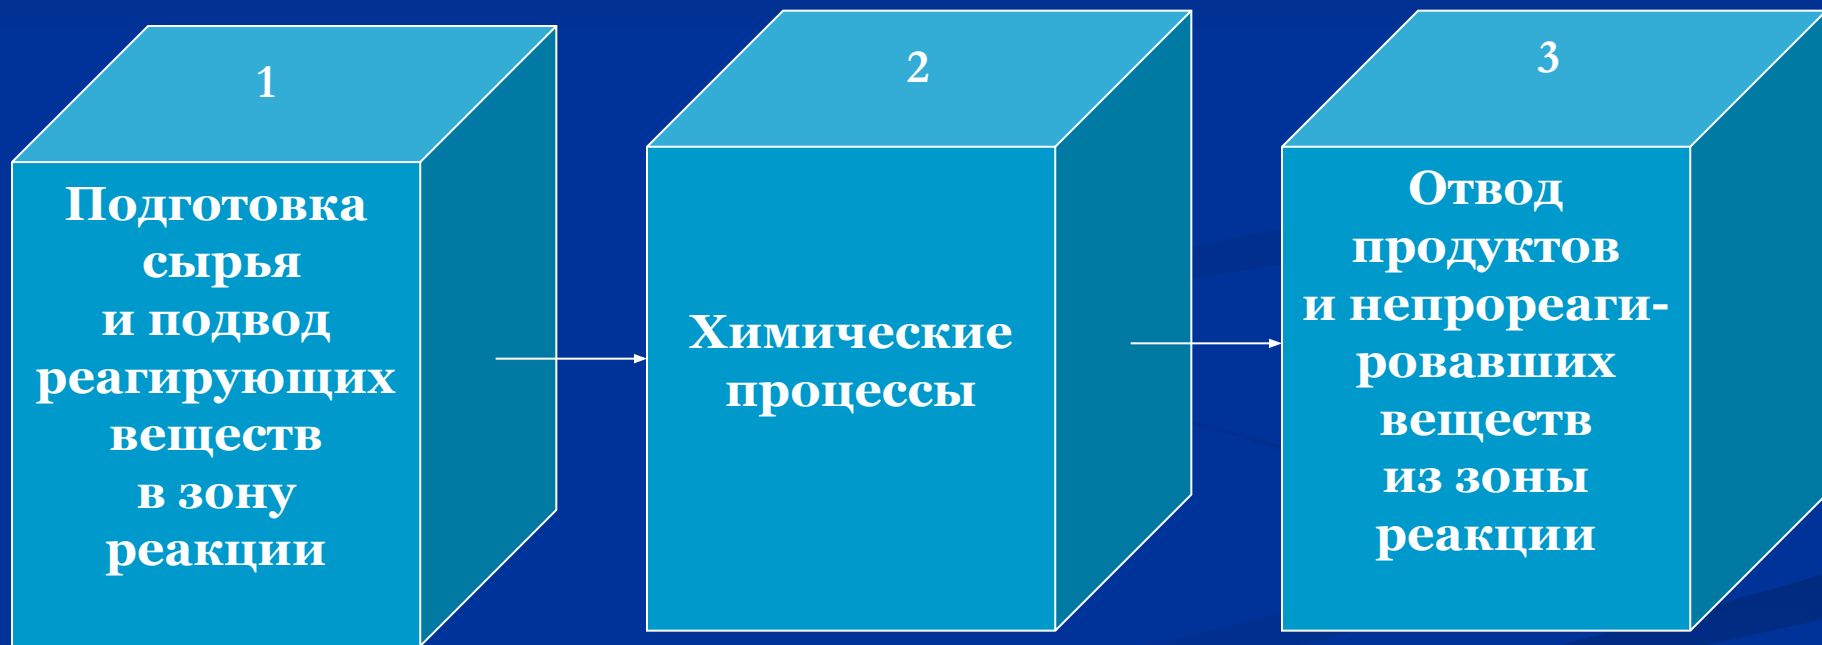 1
Подготовка
сырья
и подвод
реагирующих
веществ
в зону
реакции
2
Химические
процессы
3
Отвод
продуктов
и непрореаги-
ровавших
веществ
из зоны
реакции